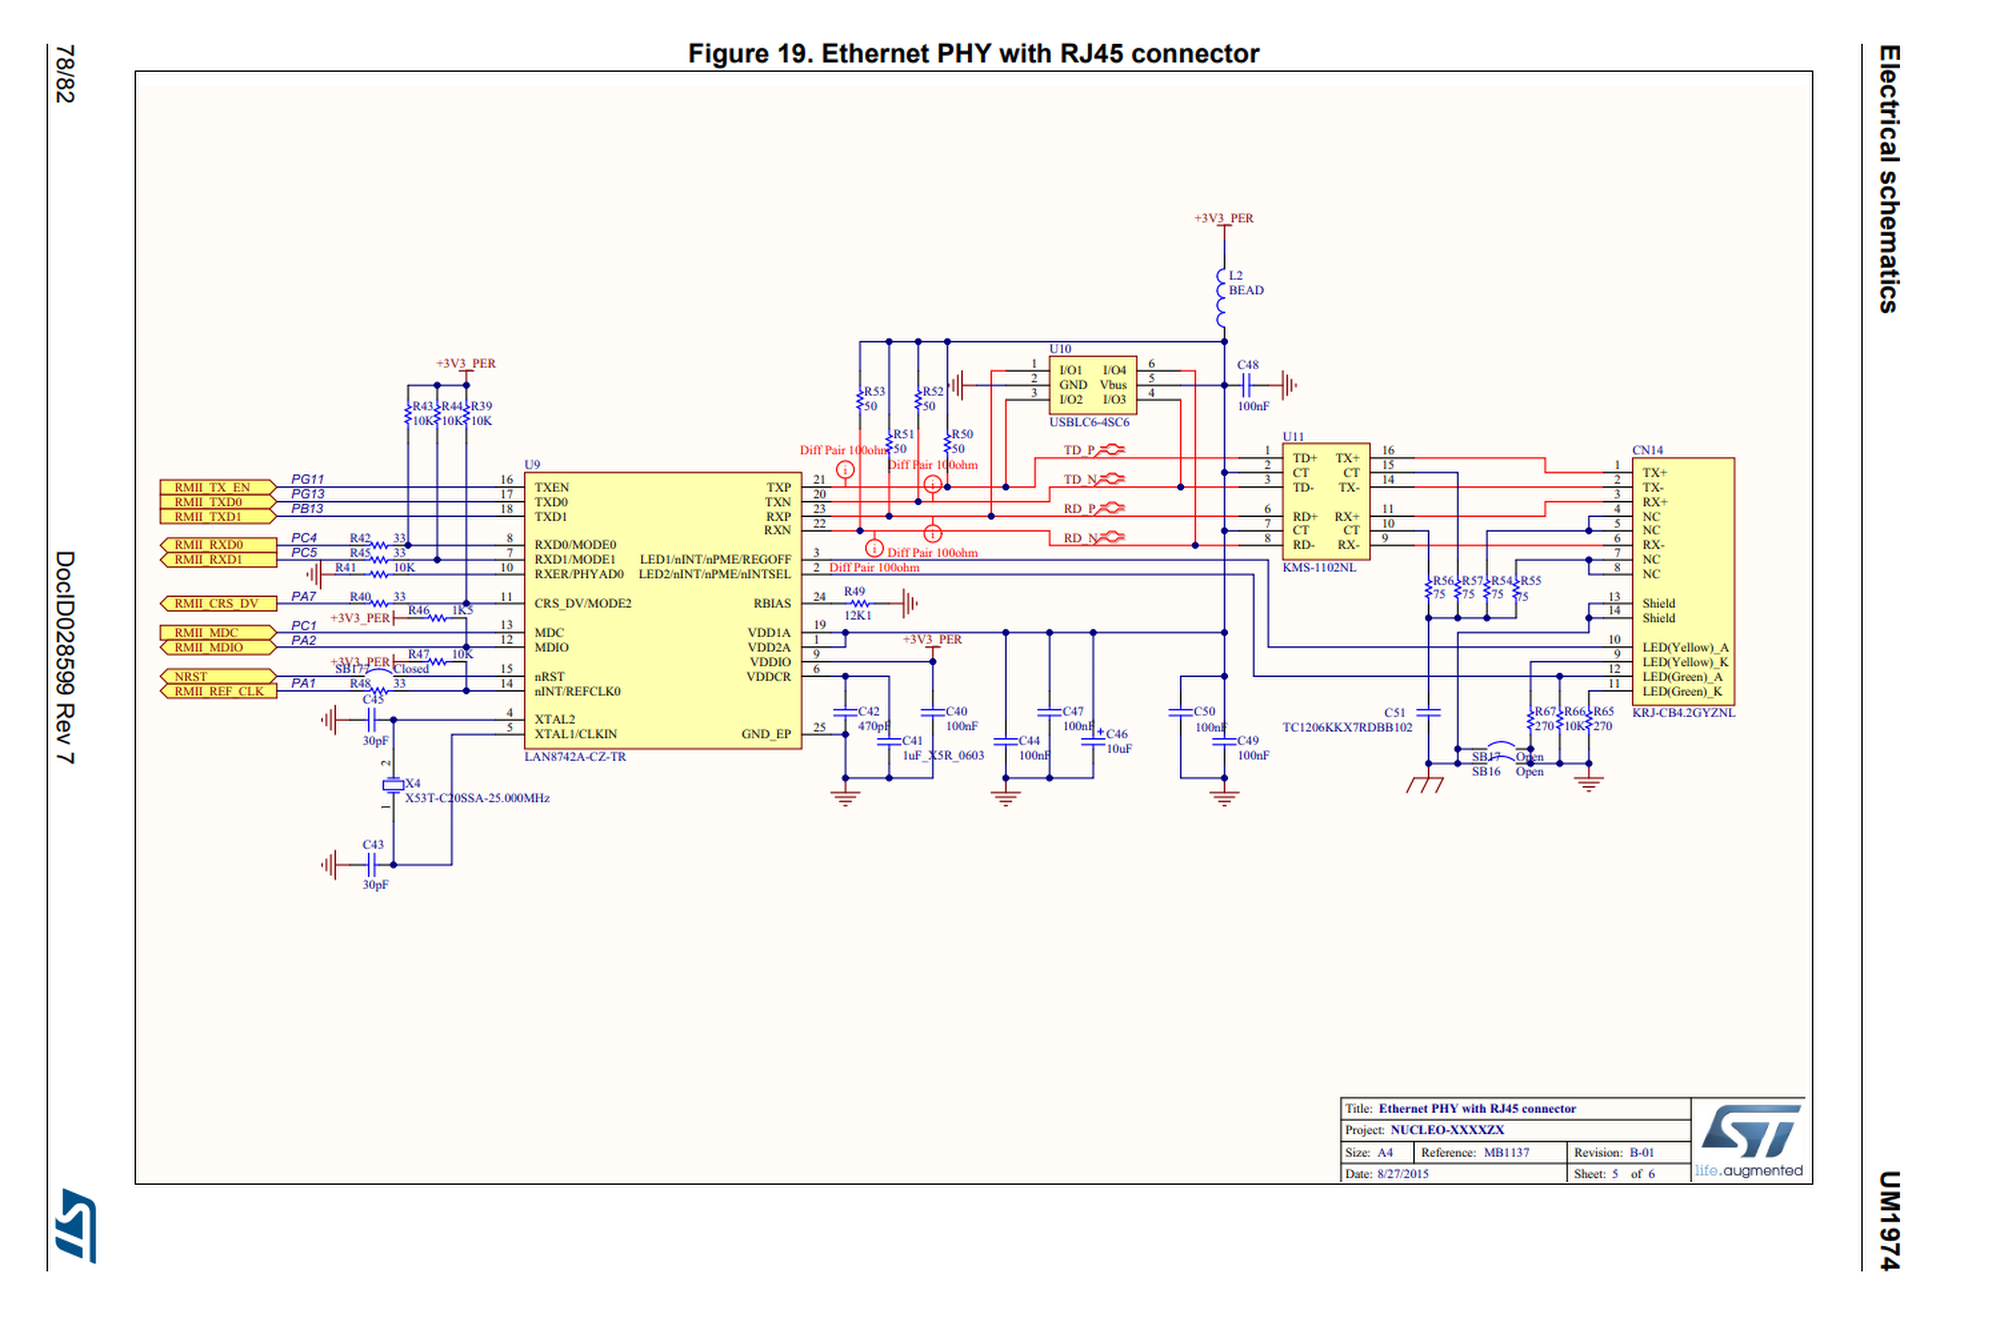 Figure 19. Ethernet PHY with RJ45 connector
78/82
Electrical schematics
DocID028599 Rev 7
UM1974
+3V3_PER
L2
BEAD
C48
100nF
U10
1 I/O1 I/O4 6
2 GND Vbus 5
3 I/O2 I/O3 4
USBLC6-4SC6
+3V3_PER
R43 R44 R39
10K 10K 10K
R53
50
R52
50
R51
50
R50
50
Diff Pair 100ohm
Diff Pair 100ohm
Diff Pair 100ohm
Diff Pair 100ohm
TD_P
TD_N
RD_P
RD_N
RMII_TX_EN PG11
RMII_TXD0 PG13
RMII_TXD1 PB13
RMII_RXD0 PC4 R42 33
RMII_RXD1 PC5 R45 33
R41 10K
RMII_CRS_DV PA7 R40 33
+3V3_PER R46 1K5
RMII_MDC PC1
RMII_MDIO PA2
+3V3_PER R47 10K
NRST SB177 Closed
RMII_REF_CLK PA1 R48 33
C45
30pF
2
X4
X53T-C20SSA-25.000MHz
1
C43
30pF
U9
16 TXEN TXP 21
17 TXD0 TXN 20
18 TXD1 RXP 23
RXN 22
8 RXD0/MODE0
7 RXD1/MODE1 LED1/nINT/nPME/REGOFF 3
10 RXER/PHYAD0 LED2/nINT/nPME/nINTSEL 2
11 CRS_DV/MODE2 RBIAS 24
13 MDC VDD1A 19
12 MDIO VDD2A 1
VDDIO 9
15 nRST VDDCR 6
14 nINT/REFCLK0
4 XTAL2
5 XTAL1/CLKIN GND_EP 25
LAN8742A-CZ-TR
R49
12K1
+3V3_PER
C42
470pF
C41
1uF_X5R_0603
C40
100nF
C44
100nF
C47
100nF
C46
10uF
C50
100nF
C49
100nF
U11
1 TD+ TX+ 16
2 CT CT 15
3 TD- TX- 14
6 RD+ RX+ 11
7 CT CT 10
8 RD- RX- 9
KMS-1102NL
R56 R57 R54 R55
75 75 75 75
C51
TC1206KKX7RDBB102
CN14
1 TX+
2 TX-
3 RX+
4 NC
5 NC
6 RX-
7 NC
8 NC
13 Shield
14 Shield
10 LED(Yellow)_A
9 LED(Yellow)_K
12 LED(Green)_A
11 LED(Green)_K
KRJ-CB4.2GYZNL
R67 R66 R65
270 10K 270
SB17 Open
SB16 Open
Title: Ethernet PHY with RJ45 connector
Project: NUCLEO-XXXXZX
Size: A4 Reference: MB1137 Revision: B-01
Date: 8/27/2015 Sheet: 5 of 6
ST
life.augmented
ST